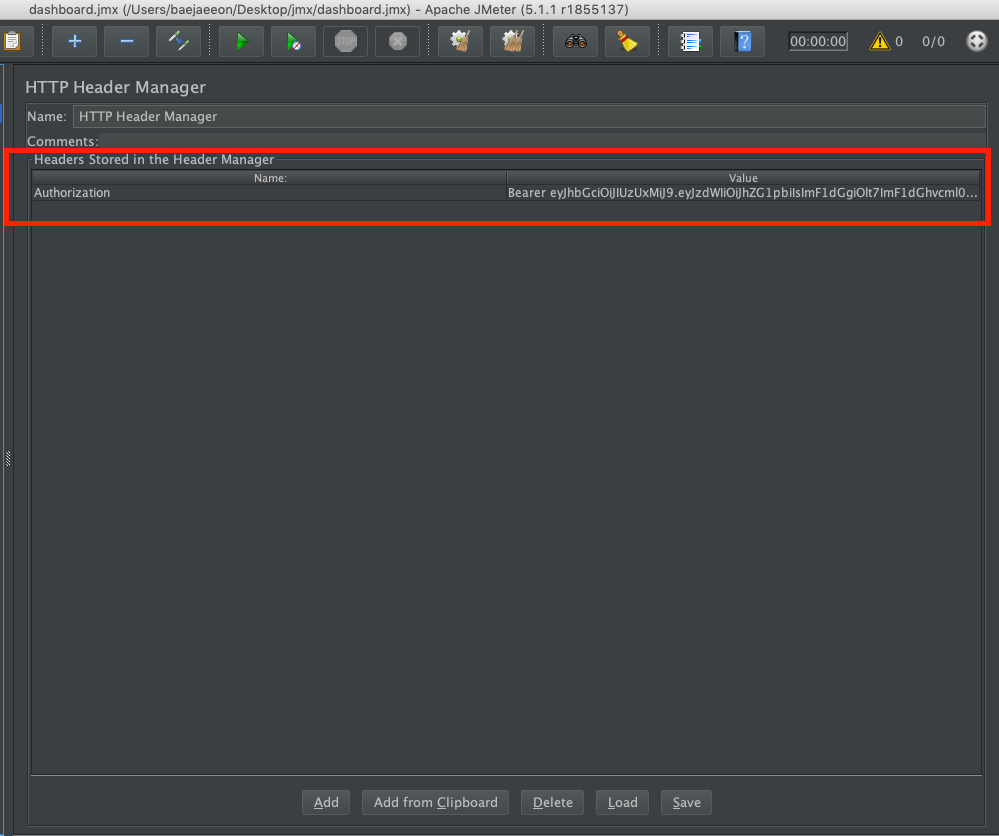 dashboard.jmx (/Users/baejaeeon/Desktop/jmx/dashboard.jmx) - Apache JMeter (5.1.1 r1855137)
STOP 00:00:00 0 0/0
HTTP Header Manager
Name: HTTP Header Manager
Comments:
Headers Stored in the Header Manager
Name: Value
Authorization Bearer eyJhbGciOiJIUzUxMiJ9.eyJzdWIiOiJhZG1pbiIsImF1dGgiOlt7ImF1dGhvcml0...
Add Add from Clipboard Delete Load Save